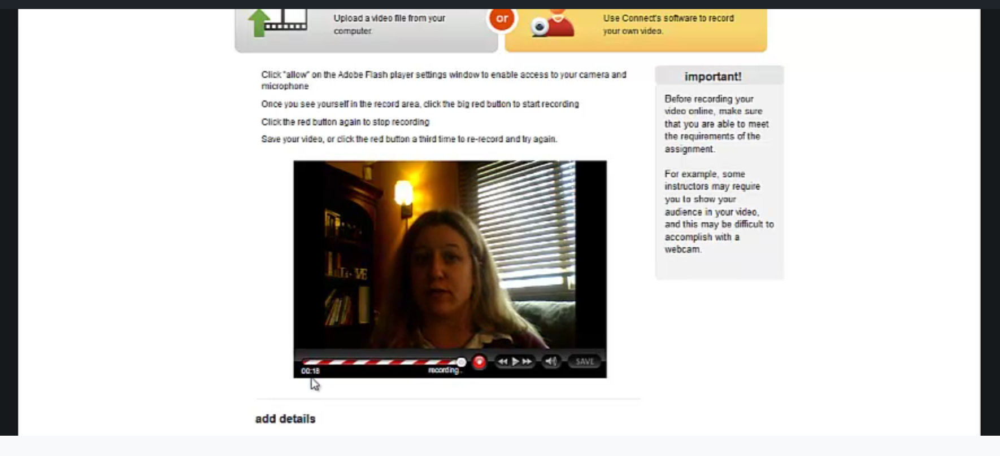 Upload a video file from your
computer.
or
Use Connect's software to record
your own video.
Click "allow" on the Adobe Flash player settings window to enable access to your camera and
microphone
Once you see yourself in the record area, click the big red button to start recording
Click the red button again to stop recording
Save your video, or click the red button a third time to re-record and try again.
important!
Before recording your
video online, make sure
that you are able to meet
the requirements of the
assignment.
For example, some
instructors may require
you to show your
audience in your video,
and this may be difficult to
accomplish with a
webcam.
00:18
recording..
SAVE
add details